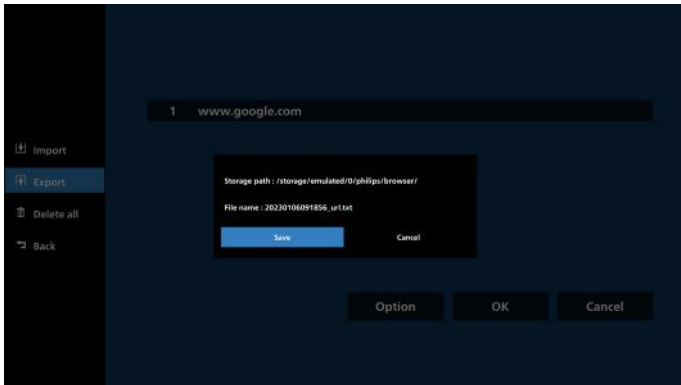 1 www.google.com
Import
Export
Delete all
Back
Storage path : /storage/emulated/0/philips/browser/
File name : 20230106091856_url.txt
Save Cancel
Option OK Cancel